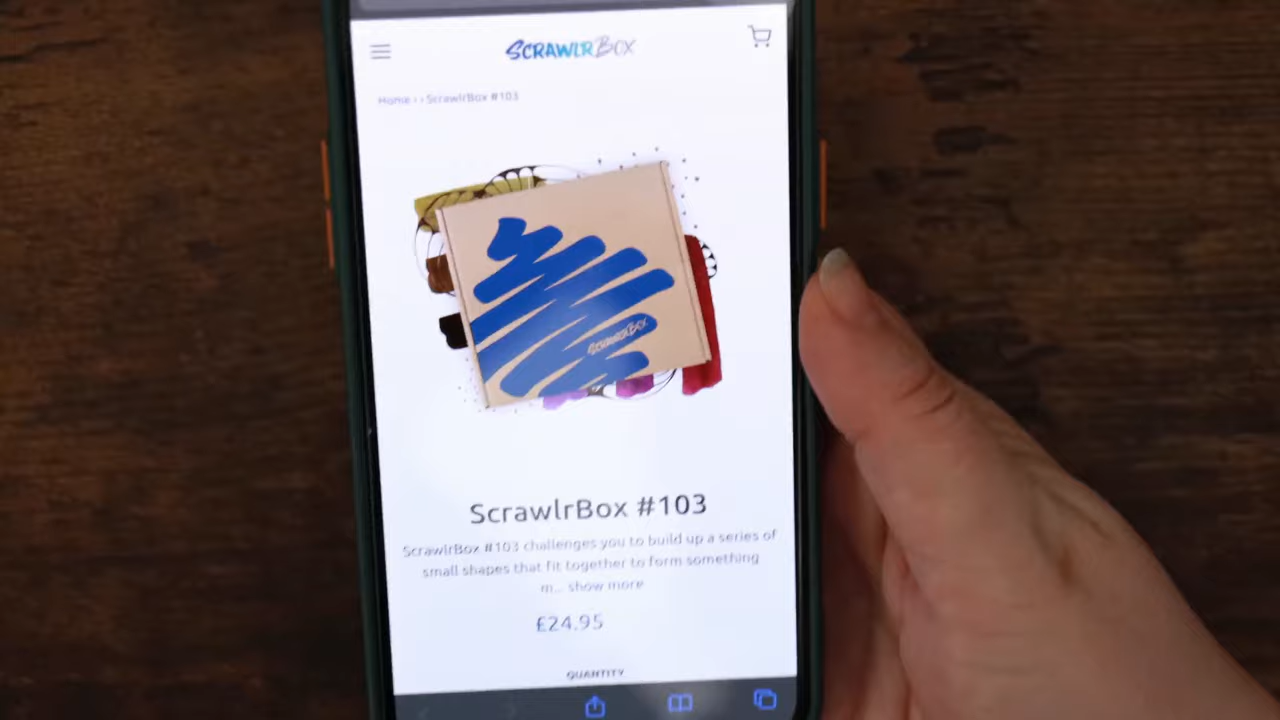 SCRAWLRBOX
Home › › ScrawlrBox #103
SCRAWLRBOX
ScrawlrBox #103
ScrawlrBox #103 challenges you to build up a series of
small shapes that fit together to form something
m... show more
£24.95
QUANTITY